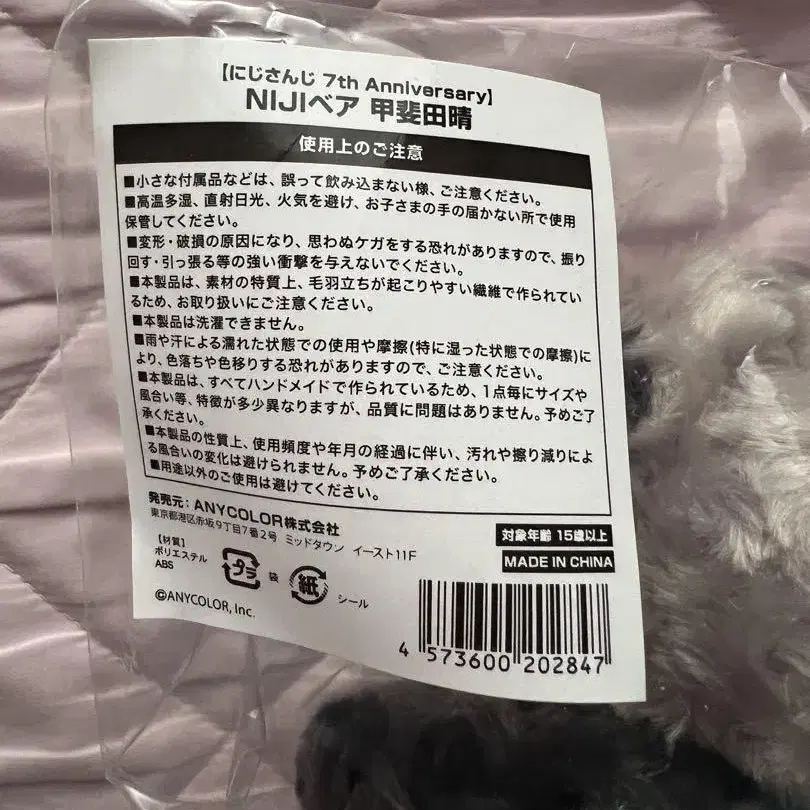 【にじさんじ 7th Anniversary】
NIJIベア 甲斐田晴
使用上のご注意
■小さな付属品などは、誤って飲み込まない様、ご注意ください。
■高温多湿、直射日光、火気を避け、お子さまの手の届かない所で使用
保管してください。
■変形・破損の原因になり、思わぬケガをする恐れがありますので、振り
回す・引っ張る等の強い衝撃を与えないでください。
■本製品は、素材の特質上、毛羽立ちが起こりやすい繊維で作られてい
るため、お取り扱いにご注意ください。
■本製品は洗濯できません。
■雨や汗による濡れた状態での使用や摩擦(特に湿った状態での摩擦)に
より、色落ちや色移りする恐れがありますので、ご注意ください。
■本製品は、すべてハンドメイドで作られているため、1点毎にサイズや
風合い等、特徴が多少異なりますが、品質に問題はありません。予めご了
承ください。
■本製品の性質上、使用頻度や年月の経過に伴い、汚れや擦り減りによ
る風合いの変化は避けられません。予めご了承ください。
■用途以外のご使用は避けてください。
発売元：ANYCOLOR株式会社
東京都港区赤坂9丁目7番2号 ミッドタウン イースト11F
対象年齢 15歳以上
【材質】
ポリエステル
ABS
プラ 袋
紙 シール
MADE IN CHINA
©ANYCOLOR, Inc.
4 573600 202847